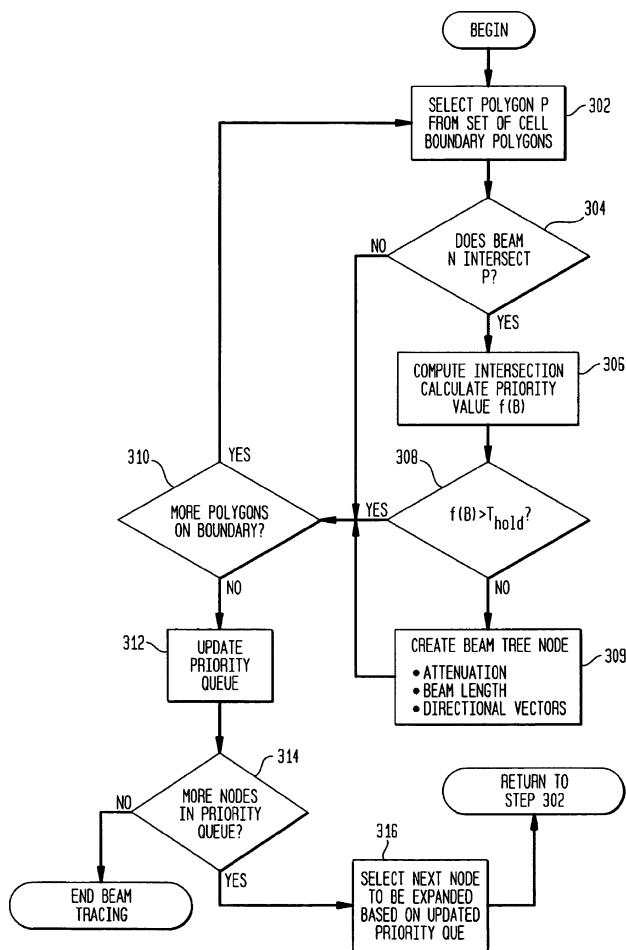 BEGIN
SELECT POLYGON P
FROM SET OF CELL
BOUNDARY POLYGONS
302
DOES BEAM
N INTERSECT
P?
304
NO
YES
COMPUTE INTERSECTION
CALCULATE PRIORITY
VALUE f(B)
306
308
f(B)>Thold?
YES
NO
310
YES
MORE POLYGONS
ON BOUNDARY?
NO
CREATE BEAM TREE NODE
• ATTENUATION
• BEAM LENGTH
• DIRECTIONAL VECTORS
309
312
UPDATE
PRIORITY
QUEUE
314
MORE NODES
IN PRIORITY
QUEUE?
NO
YES
END BEAM
TRACING
316
SELECT NEXT NODE
TO BE EXPANDED
BASED ON UPDATED
PRIORITY QUE
RETURN TO
STEP 302